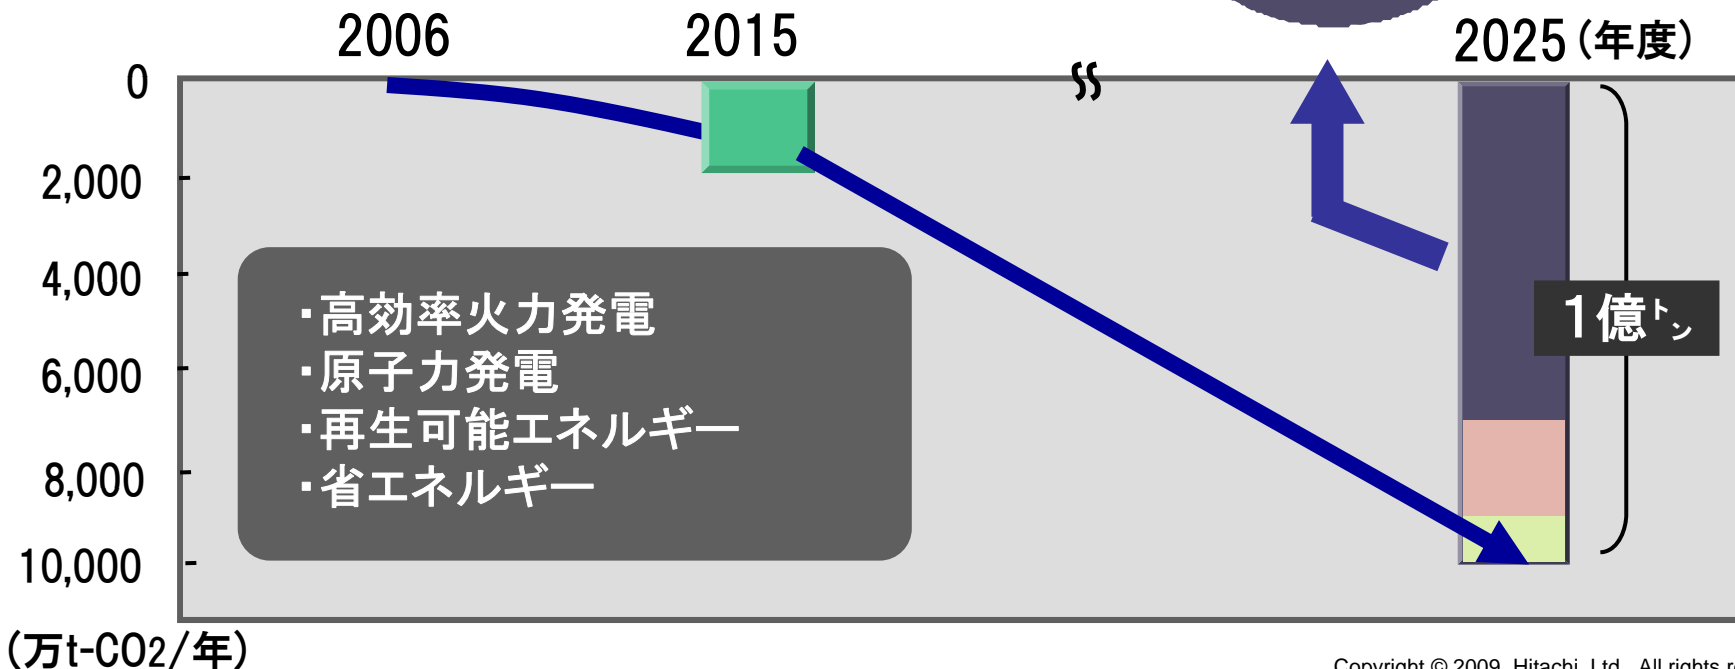 2006 2015 2025(年度)
0
2,000
4,000
6,000
8,000
10,000
・高効率火力発電
・原子力発電
・再生可能エネルギー
・省エネルギー
1億トン
(万t-CO2/年)
Copyright © 2009, Hitachi, Ltd., All rights